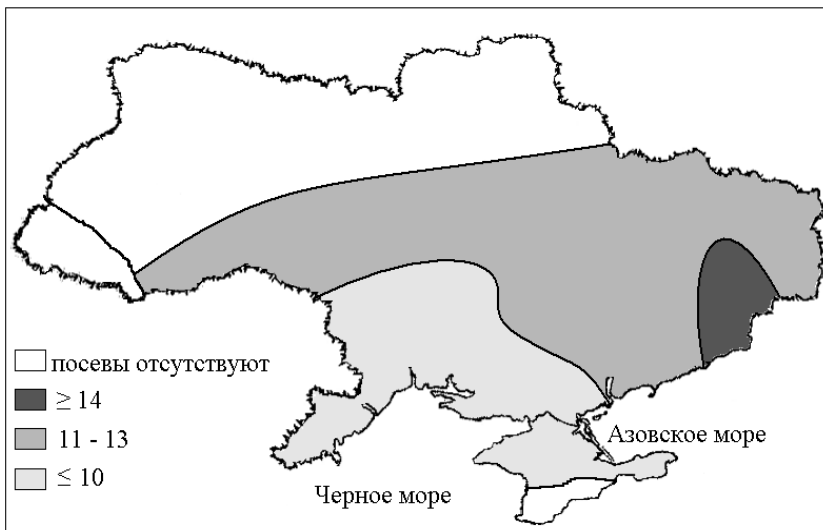 посевы отсутствуют
≥ 14
11 - 13
≤ 10
Азовское море
Черное море